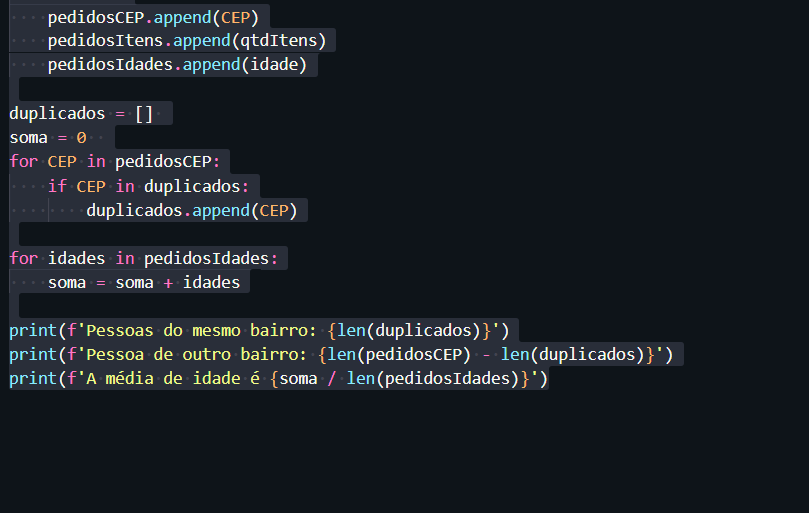 pedidosCEP.append(CEP)
    pedidosItens.append(qtdItens)
    pedidosIdades.append(idade)

duplicados = []
soma = 0
for CEP in pedidosCEP:
    if CEP in duplicados:
        duplicados.append(CEP)

for idades in pedidosIdades:
    soma = soma + idades

print(f'Pessoas do mesmo bairro: {len(duplicados)}')
print(f'Pessoa de outro bairro: {len(pedidosCEP) - len(duplicados)}')
print(f'A média de idade é {soma / len(pedidosIdades)}')